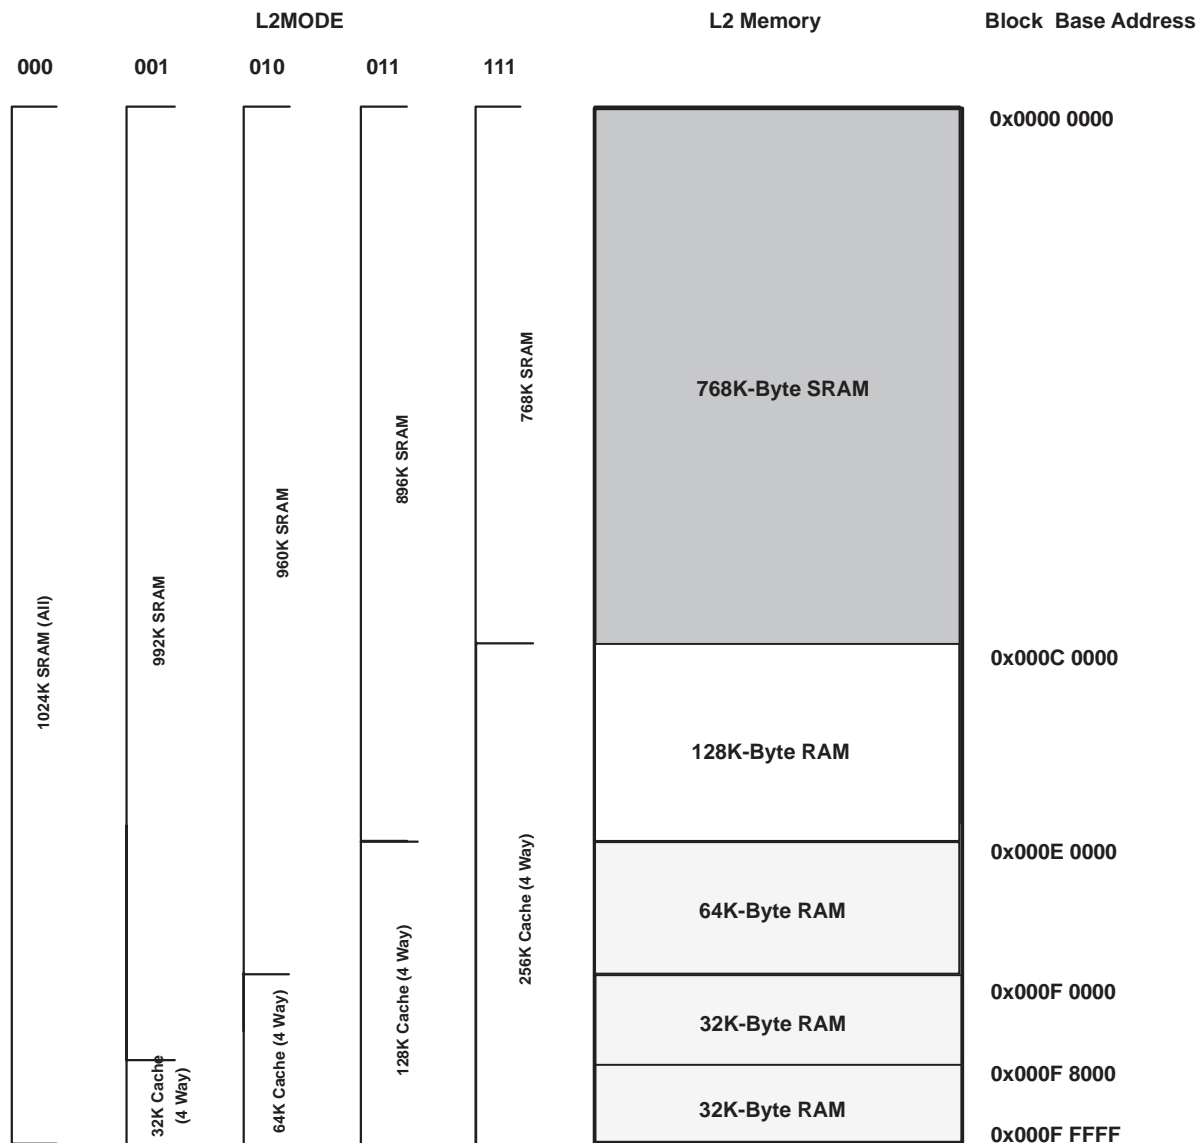 L2MODE
L2 Memory
Block Base Address
000
001
010
011
111
0x0000 0000
768K SRAM
768K-Byte SRAM
896K SRAM
960K SRAM
992K SRAM
1024K SRAM (All)
0x000C 0000
128K-Byte RAM
0x000E 0000
256K Cache (4 Way)
64K-Byte RAM
128K Cache (4 Way)
0x000F 0000
64K Cache (4 Way)
32K-Byte RAM
32K Cache
(4 Way)
0x000F 8000
32K-Byte RAM
0x000F FFFF